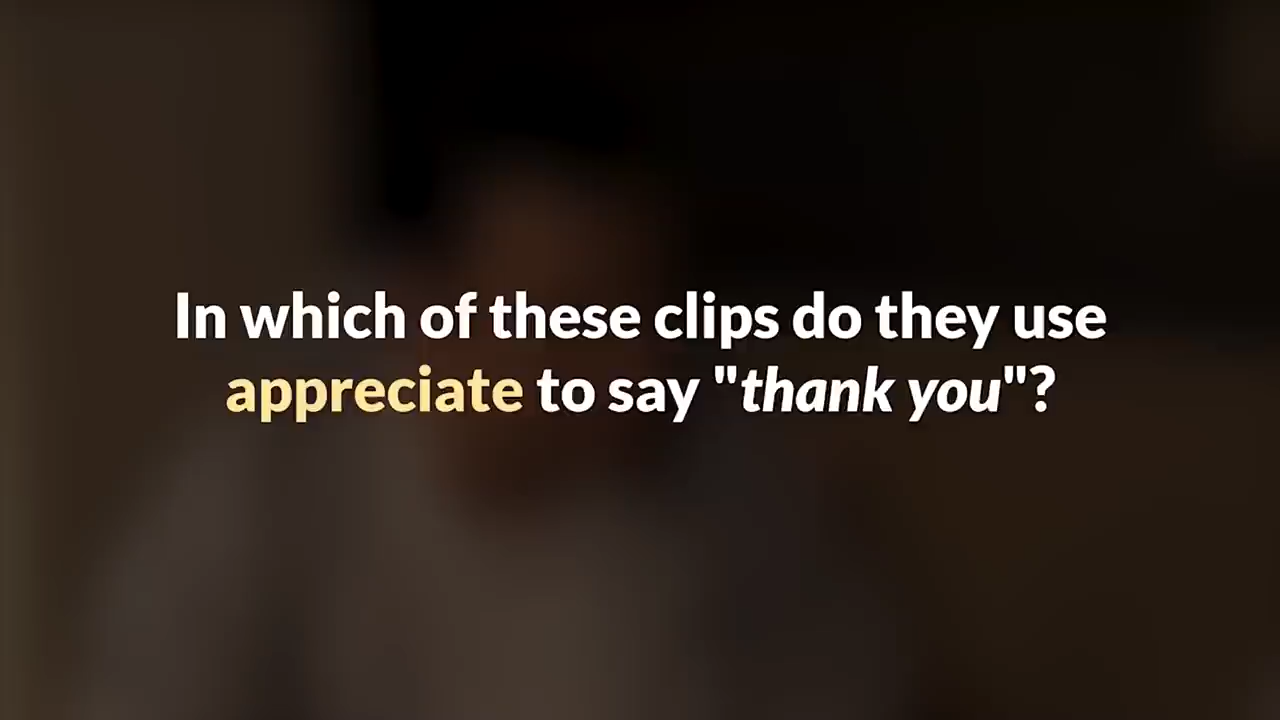 In which of these clips do they use
appreciate to say "thank you"?